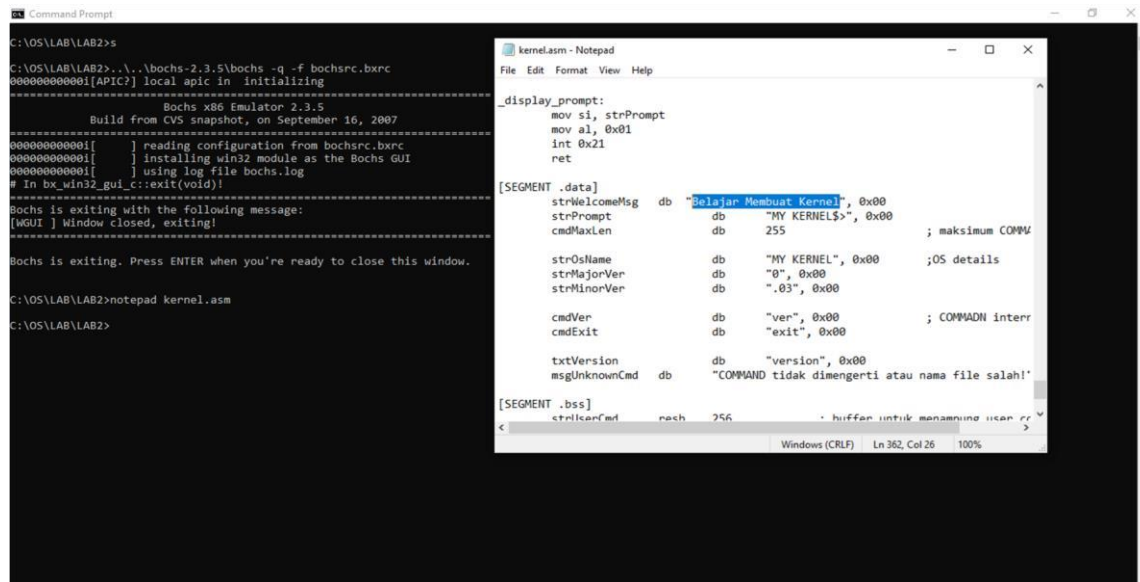 Command Prompt
C:\OS\LAB\LAB2>s
C:\OS\LAB\LAB2>..\..\bochs-2.3.5\bochs -q -f bochsrc.bxrc
00000000000i[APIC?] local apic in  initializing
========================================================================
Bochs x86 Emulator 2.3.5
Build from CVS snapshot, on September 16, 2007
========================================================================
00000000000i[     ] reading configuration from bochsrc.bxrc
00000000000i[     ] installing win32 module as the Bochs GUI
00000000000i[     ] using log file bochs.log
# In bx_win32_gui_c::exit(void)!
========================================================================
Bochs is exiting with the following message:
[WGUI ] Window closed, exiting!
========================================================================
Bochs is exiting. Press ENTER when you're ready to close this window.
C:\OS\LAB\LAB2>notepad kernel.asm
C:\OS\LAB\LAB2>
kernel.asm - Notepad
File Edit Format View Help
_display_prompt:
mov si, strPrompt
mov al, 0x01
int 0x21
ret
[SEGMENT .data]
strWelcomeMsg db "Belajar Membuat Kernel", 0x00
strPrompt db "MY KERNEL$>", 0x00
cmdMaxLen db 255 ; maksimum COMMA
strOsName db "MY KERNEL", 0x00 ;OS details
strMajorVer db "0", 0x00
strMinorVer db ".03", 0x00
cmdVer db "ver", 0x00 ; COMMADN intern
cmdExit db "exit", 0x00
txtVersion db "version", 0x00
msgUnknownCmd db "COMMAND tidak dimengerti atau nama file salah!"
[SEGMENT .bss]
strUserCmd resb 256 ; buffer untuk menampung user
Windows (CRLF) Ln 362, Col 26 100%